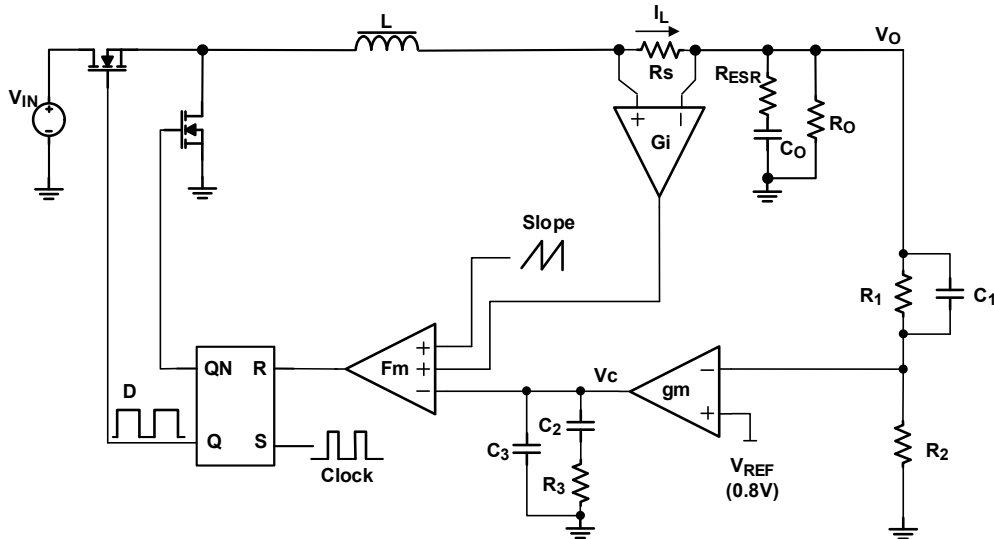 L
I_L
V_O
Rs
R_ESR
V_IN
+
−
+
−
Gi
C_O
R_O
Slope
R_1
C_1
QN
R
Fm
+
+
−
Vc
gm
−
+
D
Q
S
Clock
C_2
C_3
R_3
V_REF
(0.8V)
R_2